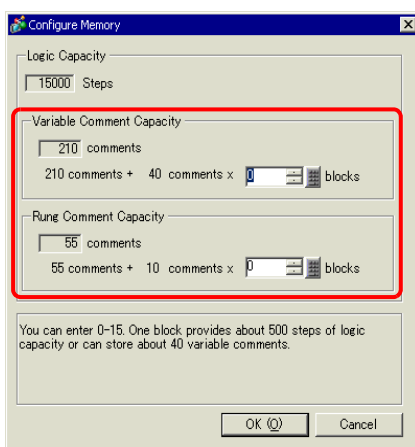 Configure Memory
Logic Capacity
15000 Steps
Variable Comment Capacity
210 comments
210 comments + 40 comments x 0 blocks
Rung Comment Capacity
55 comments
55 comments + 10 comments x 0 blocks
You can enter 0-15. One block provides about 500 steps of logic
capacity or can store about 40 variable comments.
OK (O) Cancel